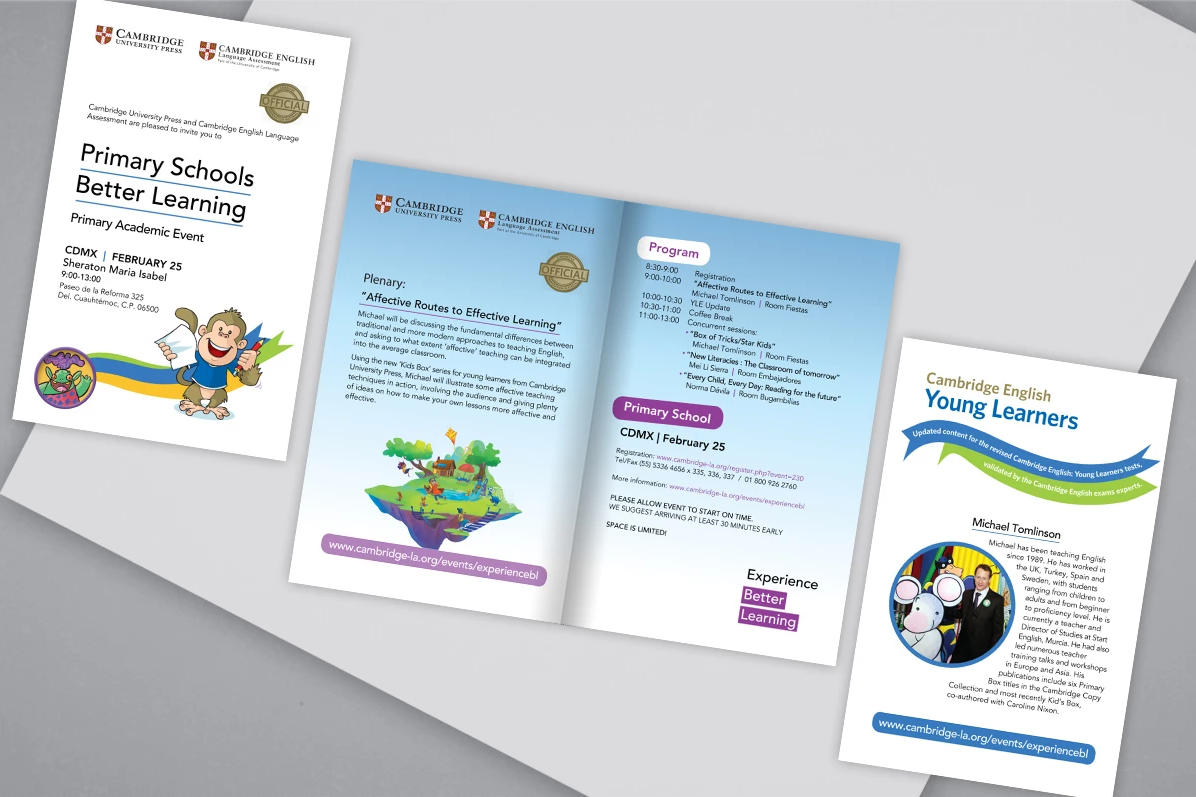 CAMBRIDGE
UNIVERSITY PRESS
CAMBRIDGE ENGLISH
Language Assessment
Part of the University of Cambridge
OFFICIAL
Cambridge University Press and Cambridge English Language
Assessment are pleased to invite you to
Primary Schools
Better Learning
Primary Academic Event
CDMX | FEBRUARY 25
Sheraton Maria Isabel
9:00-13:00
Paseo de la Reforma 325
Del. Cuauhtémoc, C.P. 06500
CAMBRIDGE
UNIVERSITY PRESS
CAMBRIDGE ENGLISH
Language Assessment
Part of the University of Cambridge
OFFICIAL
Plenary:
"Affective Routes to Effective Learning"
Michael will be discussing the fundamental differences between
traditional and more modern approaches to teaching English,
and asking to what extent 'affective' teaching can be integrated
into the average classroom.
Using the new 'Kids Box' series for young learners from Cambridge
University Press, Michael will illustrate some affective teaching
techniques in action, involving the audience and giving plenty
of ideas on how to make your own lessons more affective and
effective.
www.cambridge-la.org/events/experiencebl
Program
8:30-9:00 Registration
9:00-10:00 "Affective Routes to Effective Learning"
Michael Tomlinson | Room Fiestas
10:00-10:30 YLE Update
10:30-11:00 Coffee Break
11:00-13:00 Concurrent sessions:
• "Box of Tricks/Star Kids"
Michael Tomlinson | Room Fiestas
• "New Literacies : The Classroom of tomorrow"
Mei Li Sierra | Room Embajadores
• "Every Child, Every Day: Reading for the future"
Norma Dávila | Room Bugambilias
Primary School
CDMX | February 25
Registration: www.cambridge-la.org/register.php?event=230
Tel/Fax (55) 5336 4656 x 335, 336, 337 / 01 800 926 2760
More information: www.cambridge-la.org/events/experiencebl
PLEASE ALLOW EVENT TO START ON TIME.
WE SUGGEST ARRIVING AT LEAST 30 MINUTES EARLY
SPACE IS LIMITED!
Experience
Better
Learning
Cambridge English
Young Learners
Updated content for the revised Cambridge English: Young Learners tests,
validated by the Cambridge English exams experts.
Michael Tomlinson
Michael has been teaching English
since 1989. He has worked in
the UK, Turkey, Spain and
Sweden, with students
ranging from children to
adults and from beginner
to proficiency level. He is
currently a teacher and
Director of Studies at Start
English, Murcia. He had also
led numerous teacher
training talks and workshops
in Europe and Asia. His
publications include six Primary
Box titles in the Cambridge Copy
Collection and most recently Kid's Box,
co-authored with Caroline Nixon.
www.cambridge-la.org/events/experiencebl